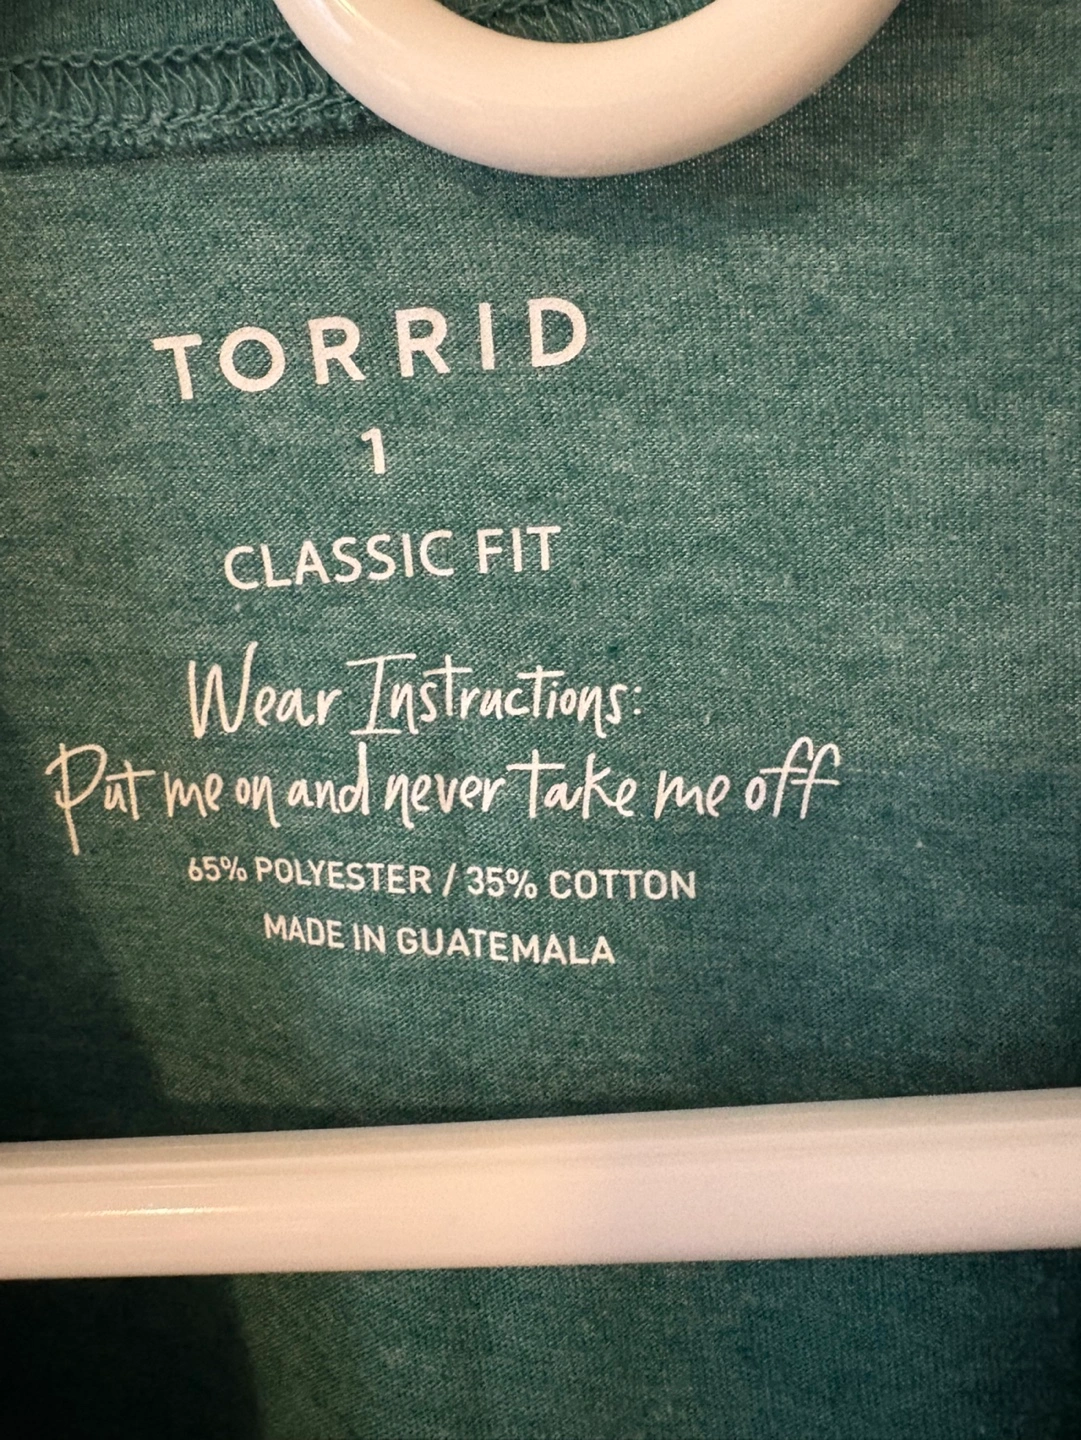 TORRID
1
CLASSIC FIT
Wear Instructions:
Put me on and never take me off
65% POLYESTER / 35% COTTON
MADE IN GUATEMALA